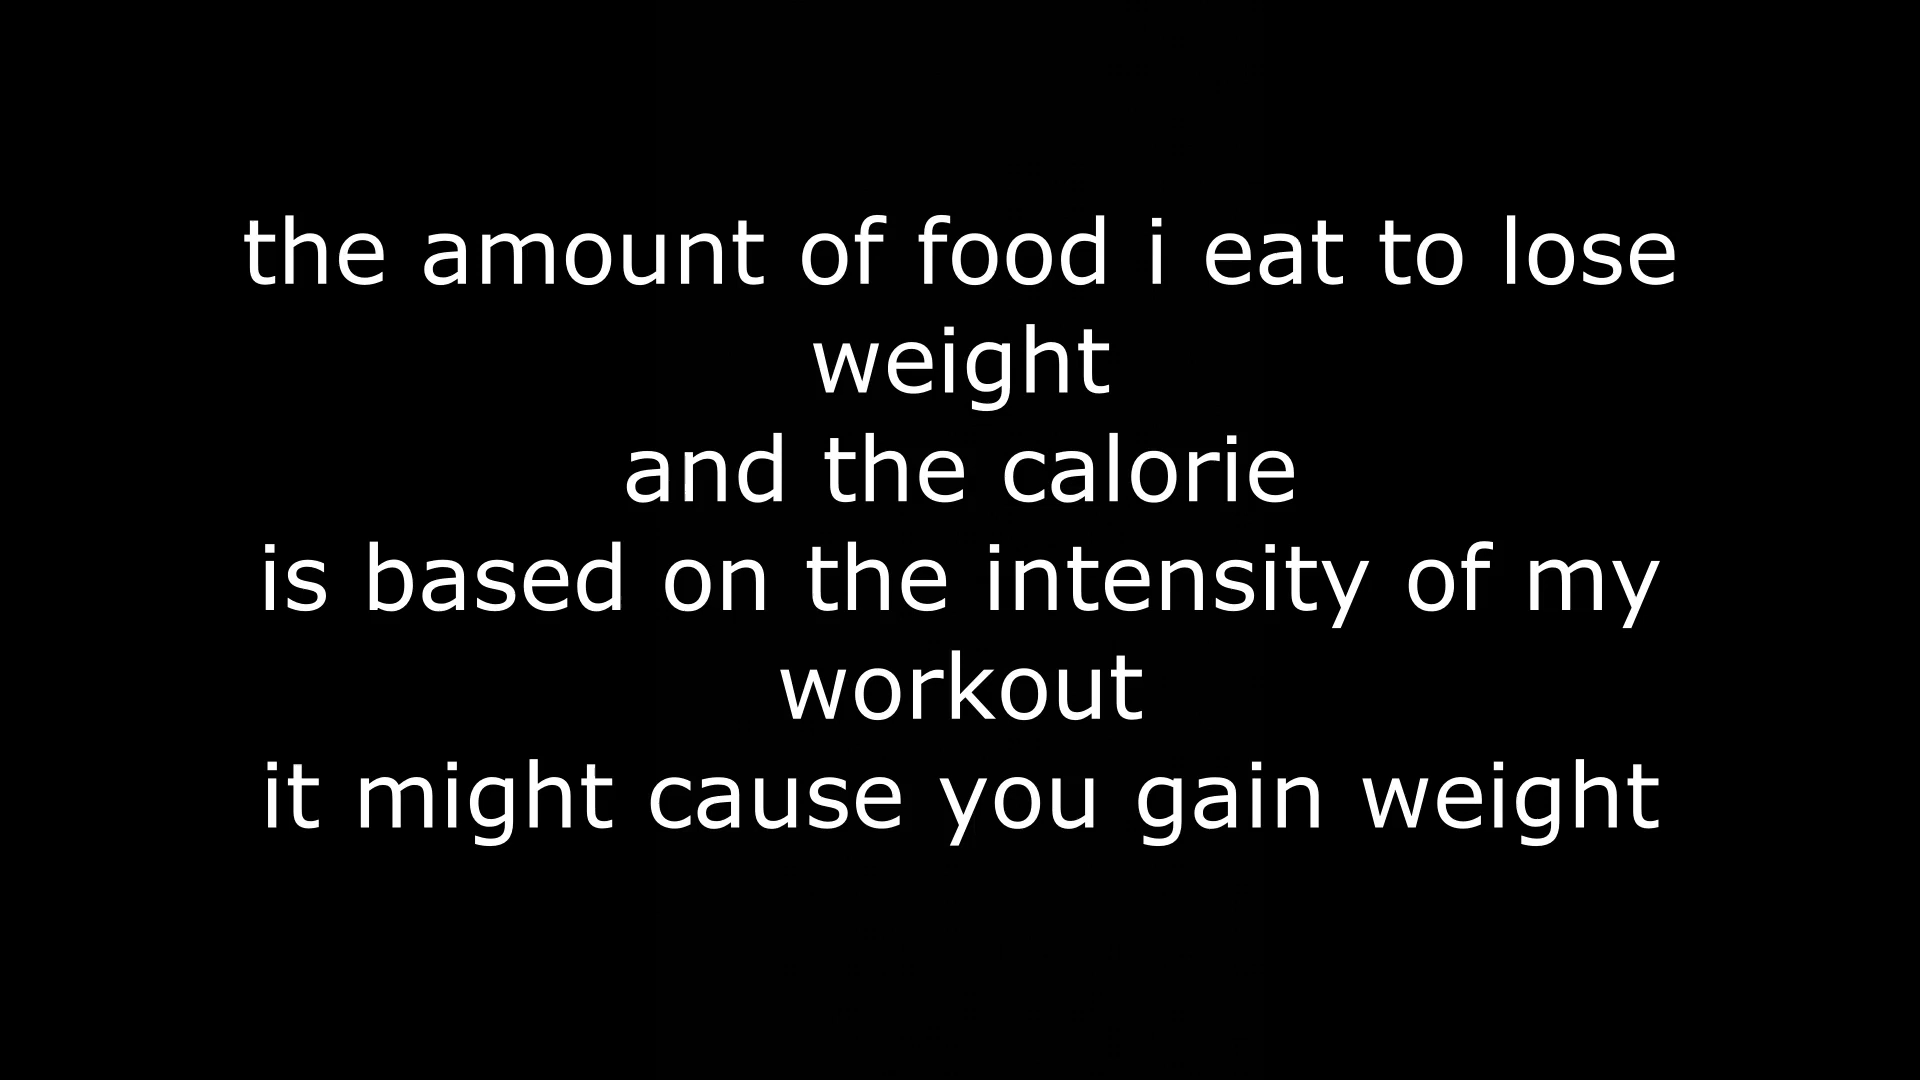 the amount of food i eat to lose
weight
and the calorie
is based on the intensity of my
workout
it might cause you gain weight